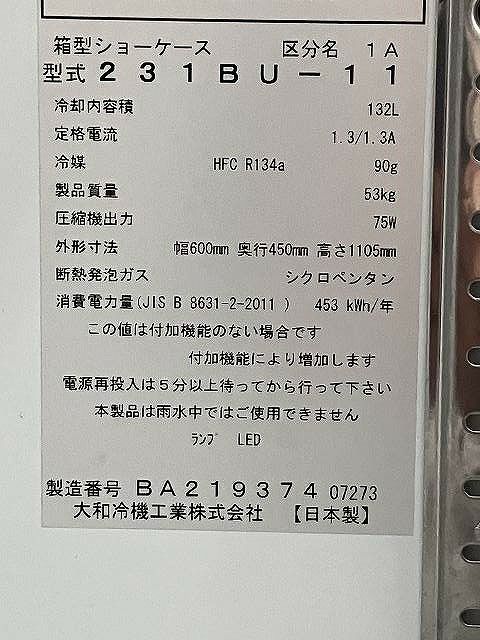 箱型ショーケース 区分名 1A
型式 231BU-11
冷却内容積 132L
定格電流 1.3/1.3A
冷媒 HFC R134a 90g
製品質量 53kg
圧縮機出力 75W
外形寸法 幅600mm 奥行450mm 高さ1105mm
断熱発泡ガス シクロペンタン
消費電力量(JIS B 8631-2-2011 ) 453 kWh/年
この値は付加機能のない場合です
付加機能により増加します
電源再投入は5分以上待ってから行って下さい
本製品は雨水中ではご使用できません
ﾗﾝﾌﾟ LED
製造番号 BA219374 07273
大和冷機工業株式会社 【日本製】